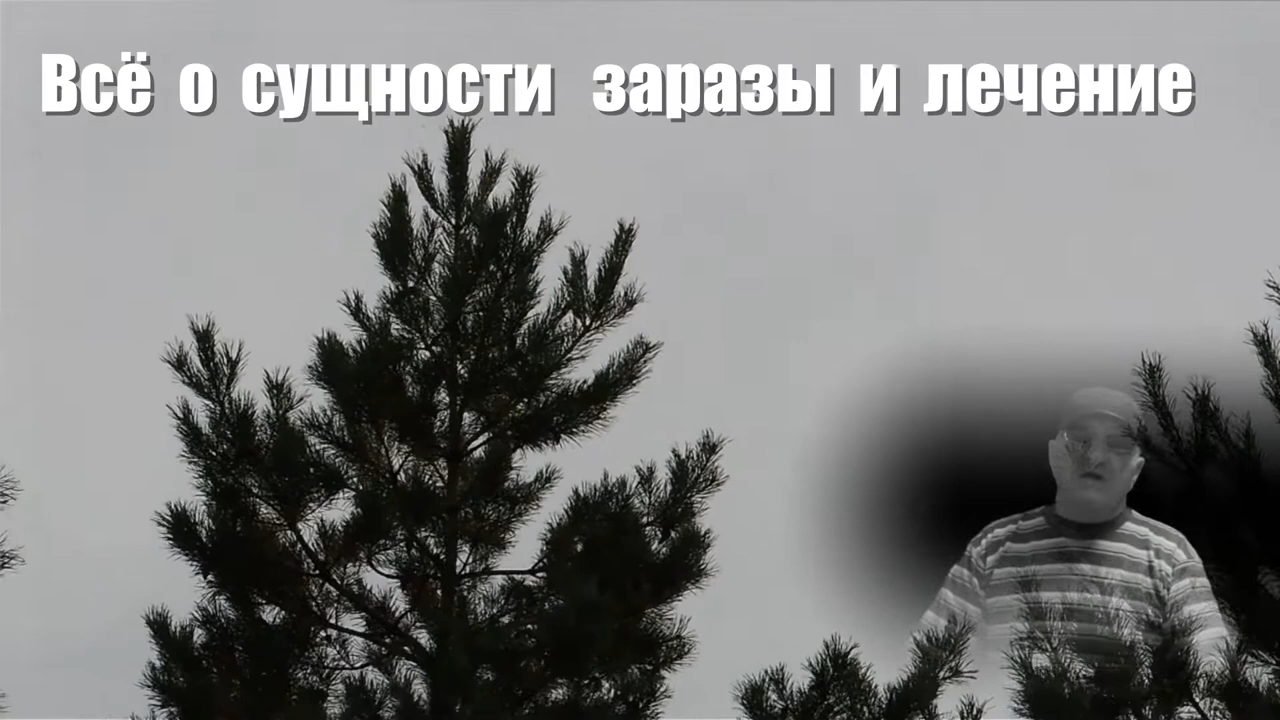 Всё о сущности заразы и лечение